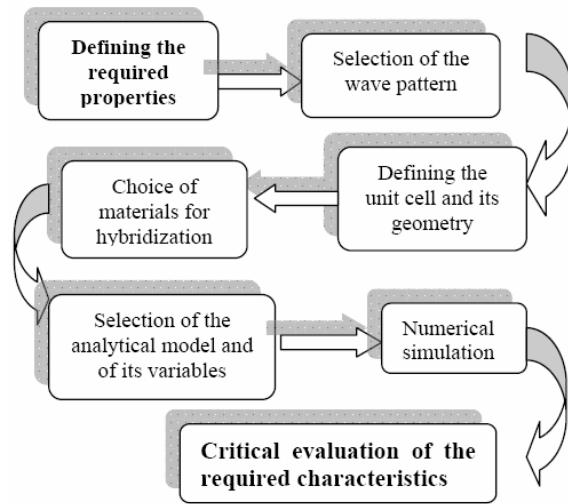 Defining the
required
properties
Selection of the
wave pattern
Defining the
unit cell and its
geometry
Choice of
materials for
hybridization
Selection of the
analytical model and
of its variables
Numerical
simulation
Critical evaluation of the
required characteristics